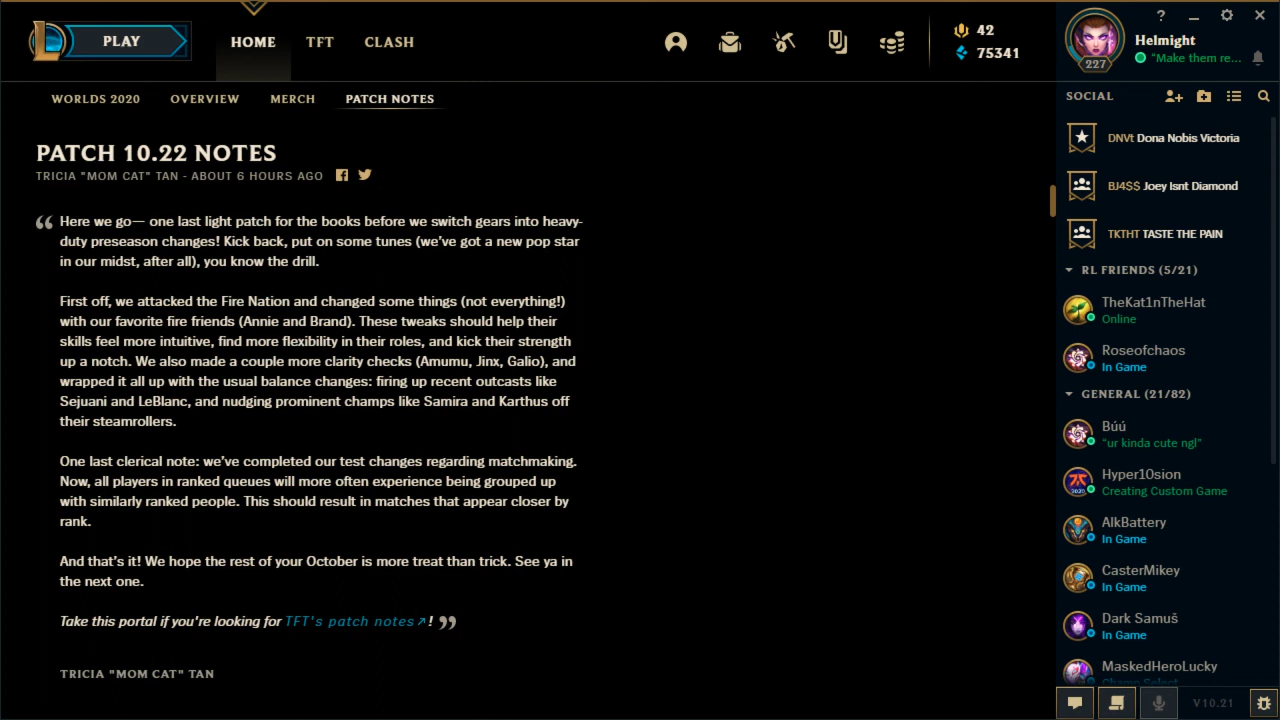 PLAY
HOME
TFT
CLASH
42
75341
?
227
Helmight
"Make them re...
WORLDS 2020
OVERVIEW
MERCH
PATCH NOTES
PATCH 10.22 NOTES
TRICIA "MOM CAT" TAN - ABOUT 6 HOURS AGO
“ Here we go— one last light patch for the books before we switch gears into heavy-
duty preseason changes! Kick back, put on some tunes (we've got a new pop star
in our midst, after all), you know the drill.
First off, we attacked the Fire Nation and changed some things (not everything!)
with our favorite fire friends (Annie and Brand). These tweaks should help their
skills feel more intuitive, find more flexibility in their roles, and kick their strength
up a notch. We also made a couple more clarity checks (Amumu, Jinx, Galio), and
wrapped it all up with the usual balance changes: firing up recent outcasts like
Sejuani and LeBlanc, and nudging prominent champs like Samira and Karthus off
their steamrollers.
One last clerical note: we've completed our test changes regarding matchmaking.
Now, all players in ranked queues will more often experience being grouped up
with similarly ranked people. This should result in matches that appear closer by
rank.
And that's it! We hope the rest of your October is more treat than trick. See ya in
the next one.
Take this portal if you're looking for TFT's patch notes↗! ”
TRICIA "MOM CAT" TAN
SOCIAL
DNVt Dona Nobis Victoria
BJ4$$ Joey Isnt Diamond
TKTHT TASTE THE PAIN
RL FRIENDS (5/21)
TheKat1nTheHat
Online
Roseofchaos
In Game
GENERAL (21/82)
Búú
"ur kinda cute ngl"
Hyper10sion
Creating Custom Game
AlkBattery
In Game
CasterMikey
In Game
Dark Samuš
In Game
MaskedHeroLucky
Champ Select
V10.21